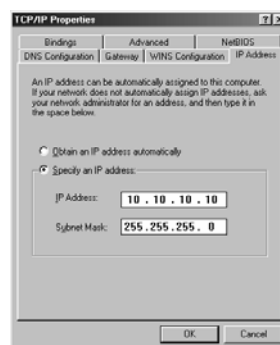 TCP/IP Properties
Bindings Advanced NetBIOS
DNS Configuration Gateway WINS Configuration IP Address
An IP address can be automatically assigned to this computer.
If your network does not automatically assign IP addresses, ask
your network administrator for an address, and then type it in
the space below.
Obtain an IP address automatically
Specify an IP address:
IP Address: 10 . 10 . 10 . 10
Subnet Mask: 255 . 255 . 255 . 0
OK Cancel